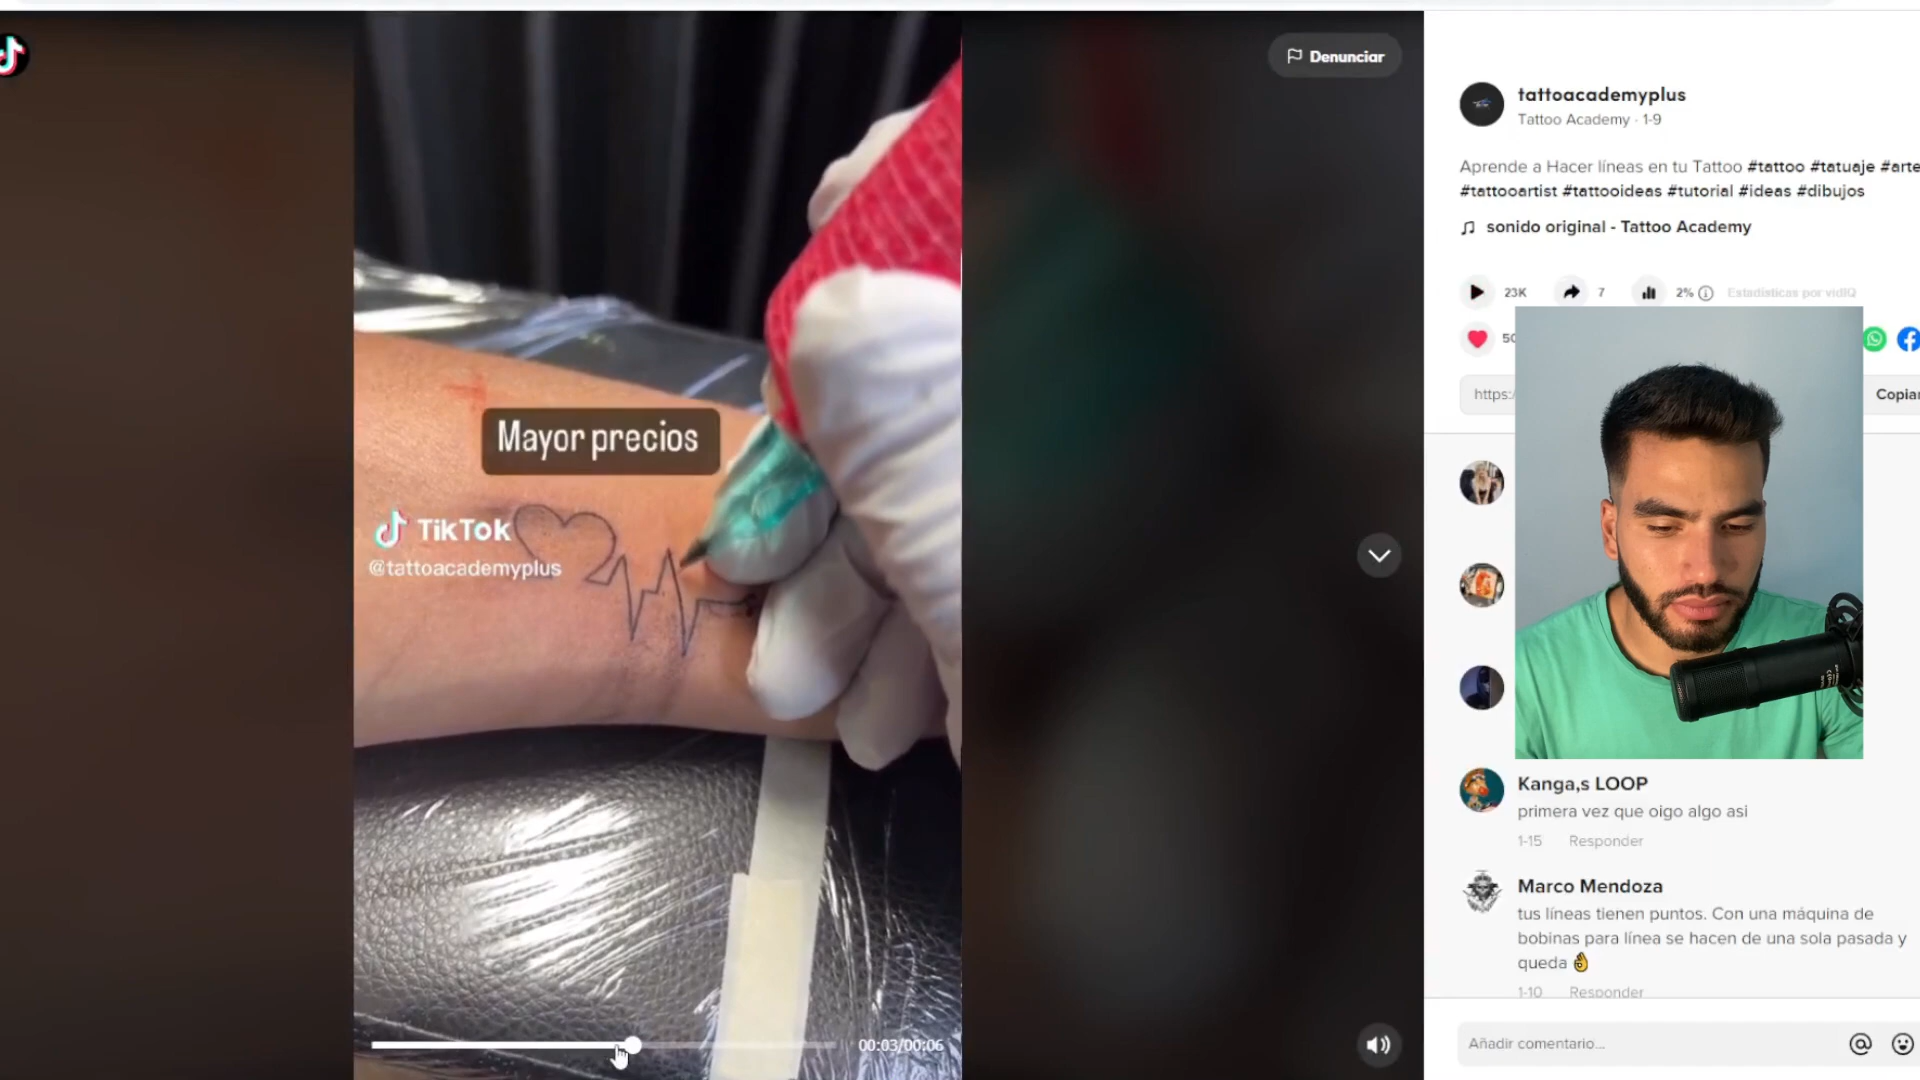 Denunciar
Mayor precios
TikTok
@tattoacademyplus
00:03/00:06
tattoacademyplus
Tattoo Academy · 1-9
Aprende a Hacer líneas en tu Tattoo #tattoo #tatuaje #arte
#tattooartist #tattooideas #tutorial #ideas #dibujos
sonido original - Tattoo Academy
23K
7
2%
Estadísticas por vidIQ
https:/
Copiar
Kanga,s LOOP
primera vez que oigo algo asi
1-15 Responder
Marco Mendoza
tus líneas tienen puntos. Con una máquina de
bobinas para línea se hacen de una sola pasada y
queda 👌
1-10 Responder
Añadir comentario...